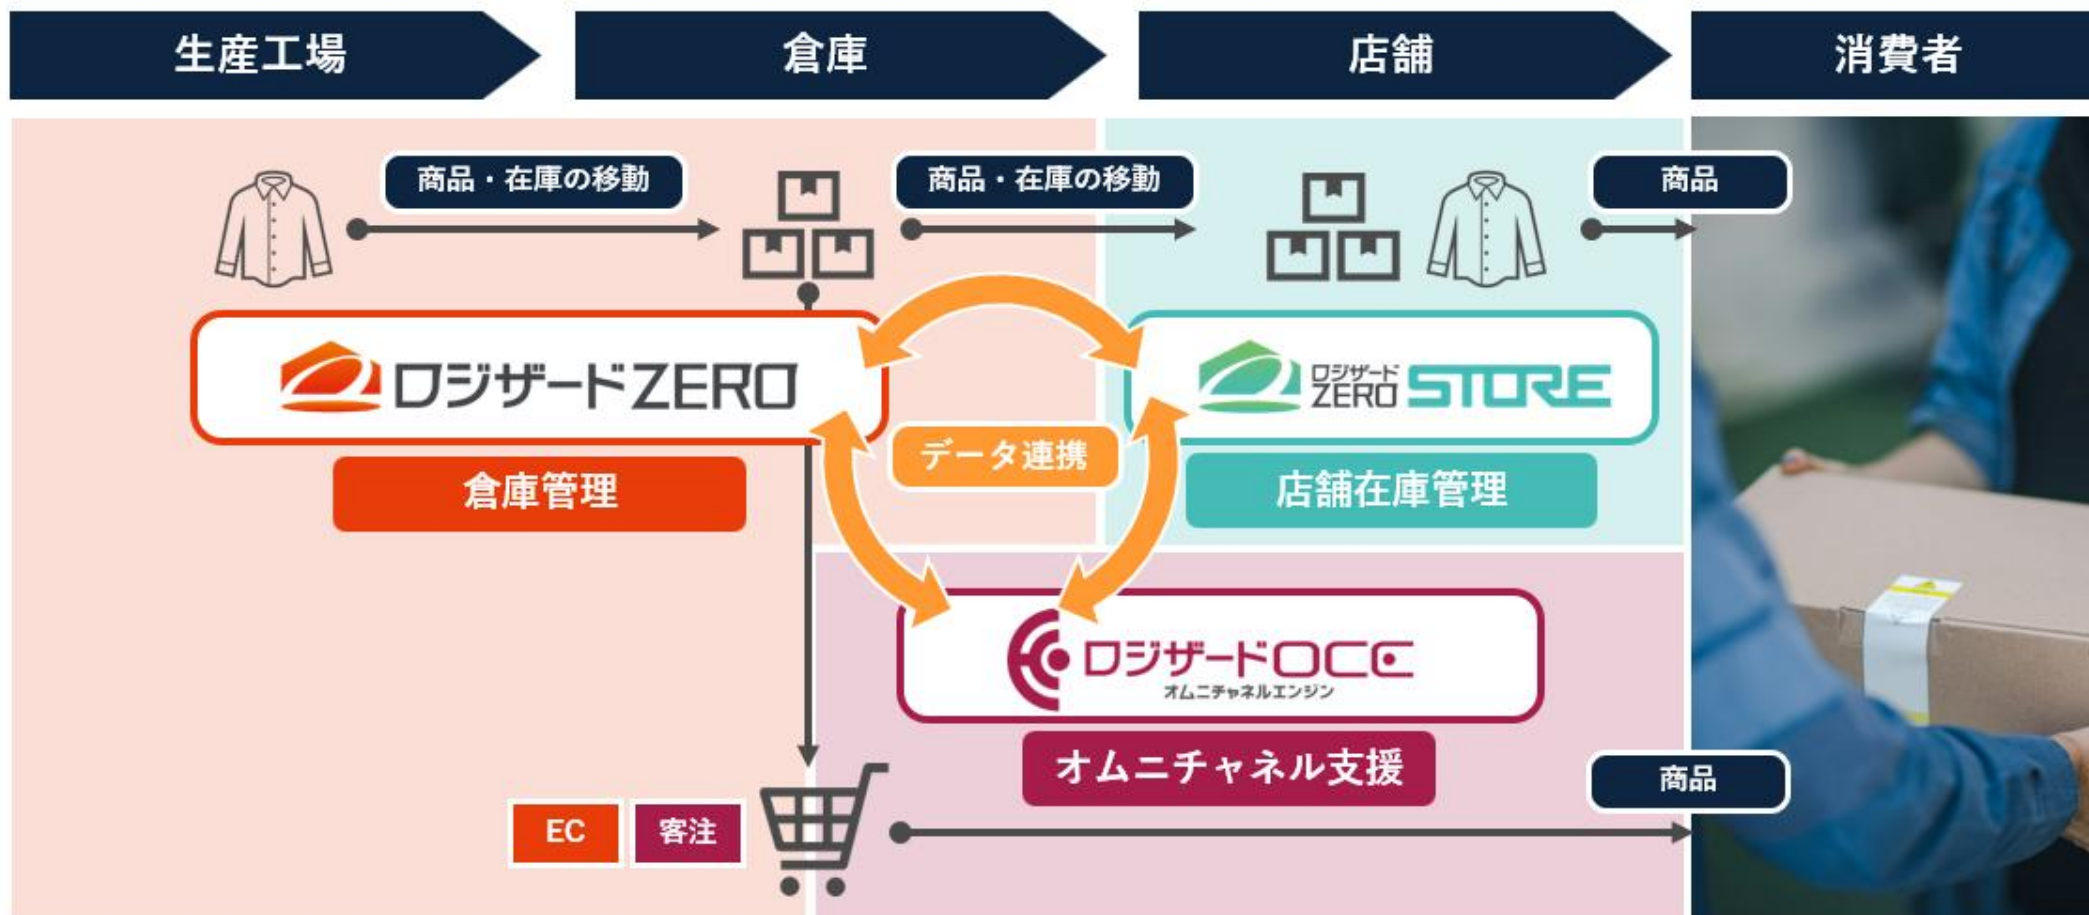 生産工場
倉庫
店舗
消費者
商品・在庫の移動
商品・在庫の移動
商品
ロジザードZERO
倉庫管理
データ連携
ロジザード
ZERO STORE
店舗在庫管理
ロジザードOCE
オムニチャネルエンジン
オムニチャネル支援
商品
EC
客注